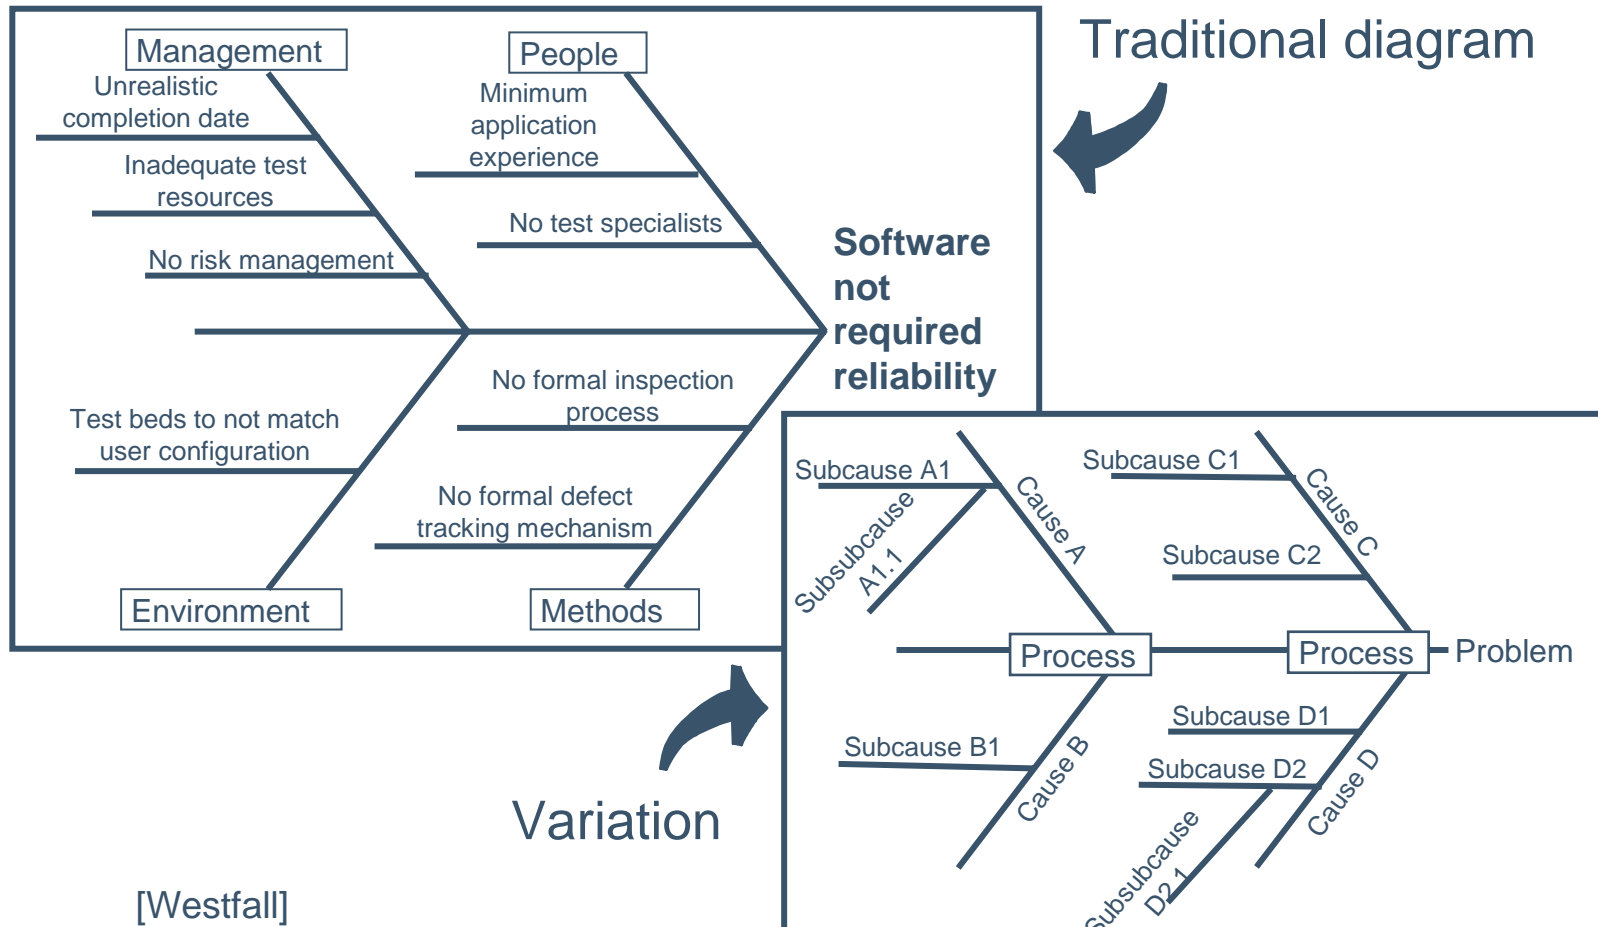 Traditional diagram
Management
Unrealistic
completion date
Inadequate test
resources
No risk management
People
Minimum
application
experience
No test specialists
Software
not
required
reliability
Test beds to not match
user configuration
Environment
No formal inspection
process
No formal defect
tracking mechanism
Methods
Variation
Subcause A1
Subsubcause
A1.1
Cause A
Subcause C1
Cause C
Subcause C2
Process
Process
Problem
Subcause B1
Cause B
Subcause D1
Subcause D2
Cause D
Subsubcause
D2.1
[Westfall]